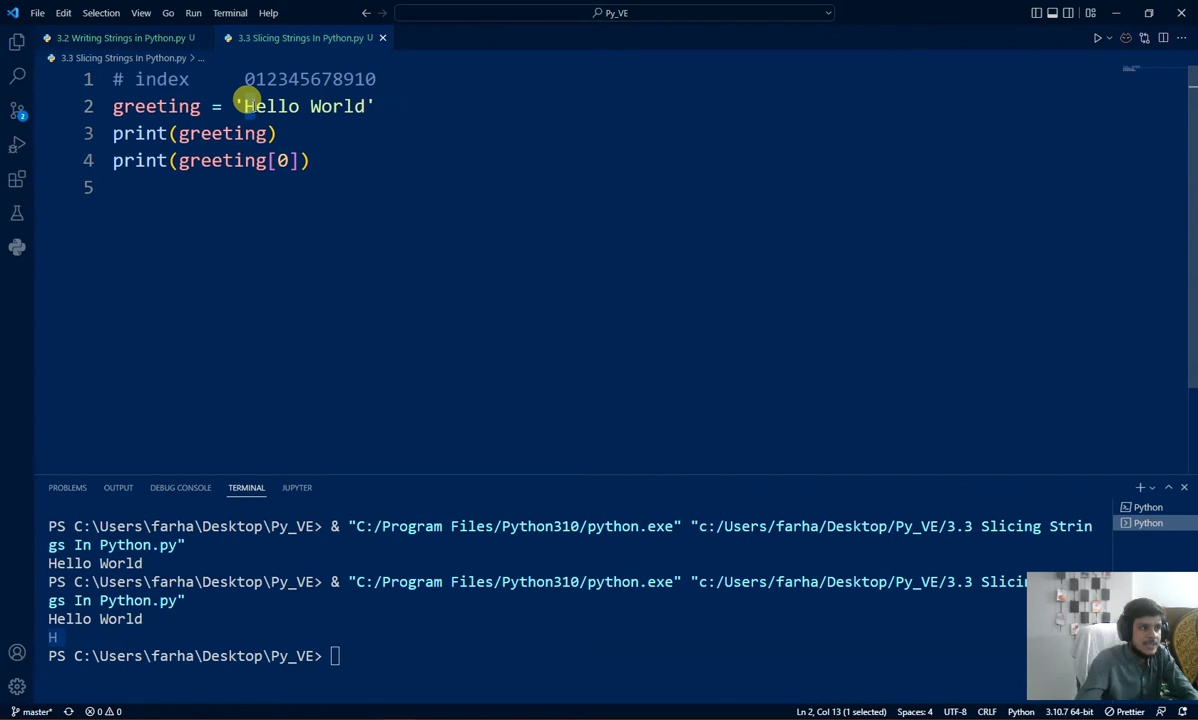 File Edit Selection View Go Run Terminal Help Py_VE
3.2 Writing Strings in Python.py U 3.3 Slicing Strings In Python.py U
3.3 Slicing Strings In Python.py > ...
1 # index 012345678910
2 greeting = 'Hello World'
3 print(greeting)
4 print(greeting[0])
5
2
PROBLEMS OUTPUT DEBUG CONSOLE TERMINAL JUPYTER
PS C:\Users\farha\Desktop\Py_VE> & "C:/Program Files/Python310/python.exe" "c:/Users/farha/Desktop/Py_VE/3.3 Slicing Strin
gs In Python.py"
Hello World
PS C:\Users\farha\Desktop\Py_VE> & "C:/Program Files/Python310/python.exe" "c:/Users/farha/Desktop/Py_VE/3.3 Slicin
gs In Python.py"
Hello World
H
PS C:\Users\farha\Desktop\Py_VE>
Python
Python
master* 0 0 Ln 2, Col 13 (1 selected) Spaces: 4 UTF-8 CRLF Python 3.10.7 64-bit Prettier